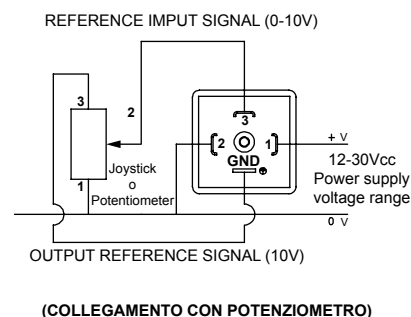 REFERENCE IMPUT SIGNAL (0-10V)
3
2
1
Joystick
o
Potentiometer
3
2
1
GND
+ V
12-30Vcc
Power supply
voltage range
0 V
OUTPUT REFERENCE SIGNAL (10V)
(COLLEGAMENTO CON POTENZIOMETRO)